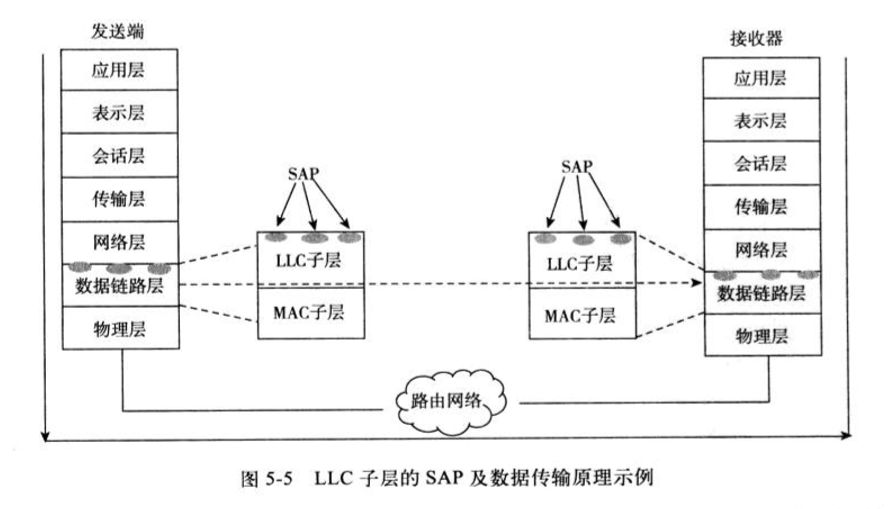 发送端
应用层
表示层
会话层
传输层
网络层
数据链路层
物理层
SAP
LLC子层
MAC子层
SAP
LLC子层
MAC子层
接收器
应用层
表示层
会话层
传输层
网络层
数据链路层
物理层
路由网络
图 5-5 LLC 子层的 SAP 及数据传输原理示例